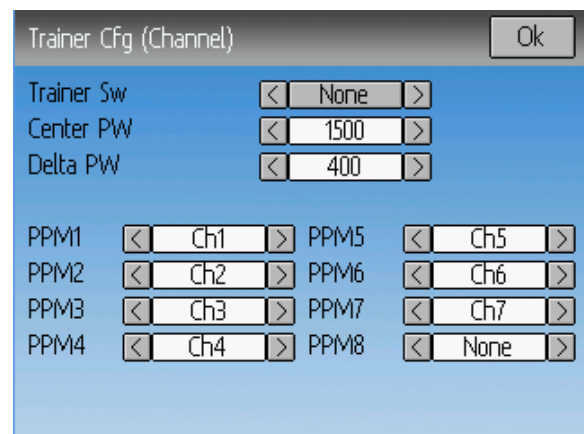 Trainer Cfg (Channel) Ok
Trainer Sw < None >
Center PW < 1500 >
Delta PW < 400 >
PPM1 < Ch1 > PPM5 < Ch5 >
PPM2 < Ch2 > PPM6 < Ch6 >
PPM3 < Ch3 > PPM7 < Ch7 >
PPM4 < Ch4 > PPM8 < None >